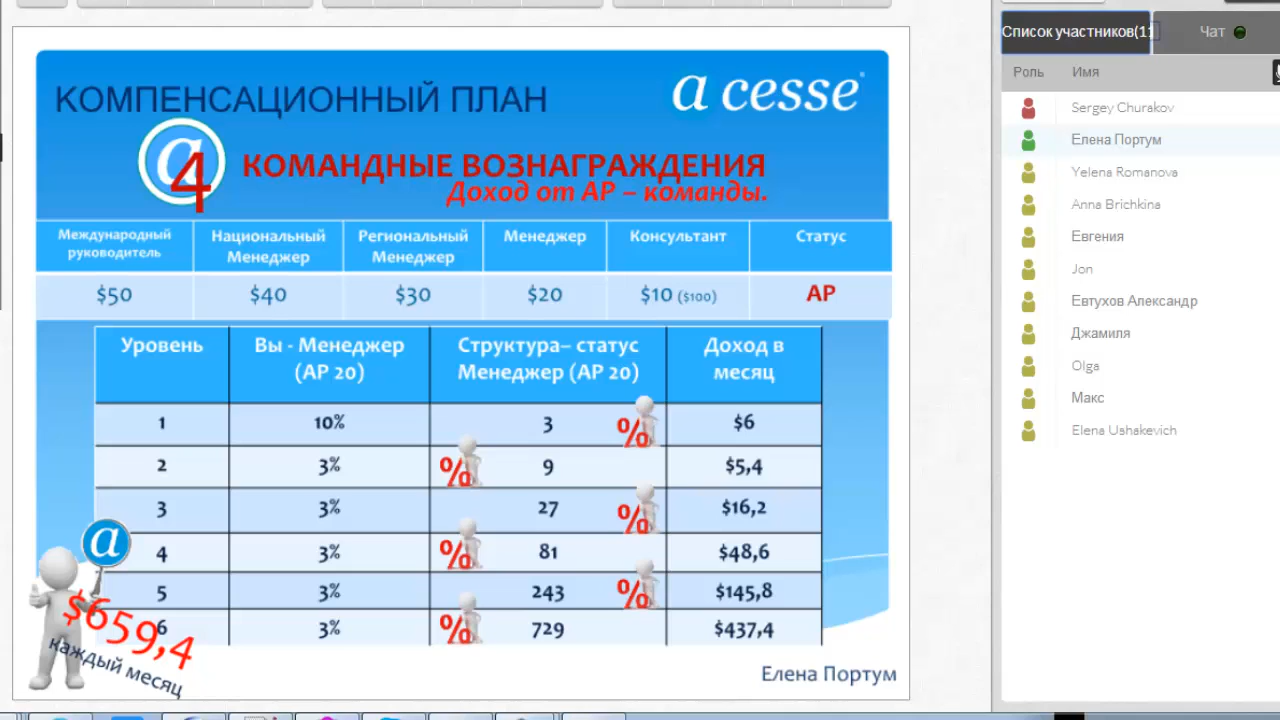 КОМПЕНСАЦИОННЫЙ ПЛАН
a cesse
a
4
КОМАНДНЫЕ ВОЗНАГРАЖДЕНИЯ
Доход от АР – команды.
Международный руководитель
Национальный Менеджер
Региональный Менеджер
Менеджер
Консультант
Статус
$50
$40
$30
$20
$10 ($100)
АР
Уровень
Вы - Менеджер (АР 20)
Структура– статус Менеджер (АР 20)
Доход в месяц
1
10%
3
%
$6
2
3%
%
9
$5,4
3
3%
27
%
$16,2
4
3%
%
81
$48,6
5
3%
243
%
$145,8
6
3%
%
729
$437,4
a
$659,4
каждый месяц
Елена Портум
Список участников(11
Чат
Роль
Имя
Sergey Churakov
Елена Портум
Yelena Romanova
Anna Brichkina
Евгения
Jon
Евтухов Александр
Джамиля
Olga
Макс
Elena Ushakevich